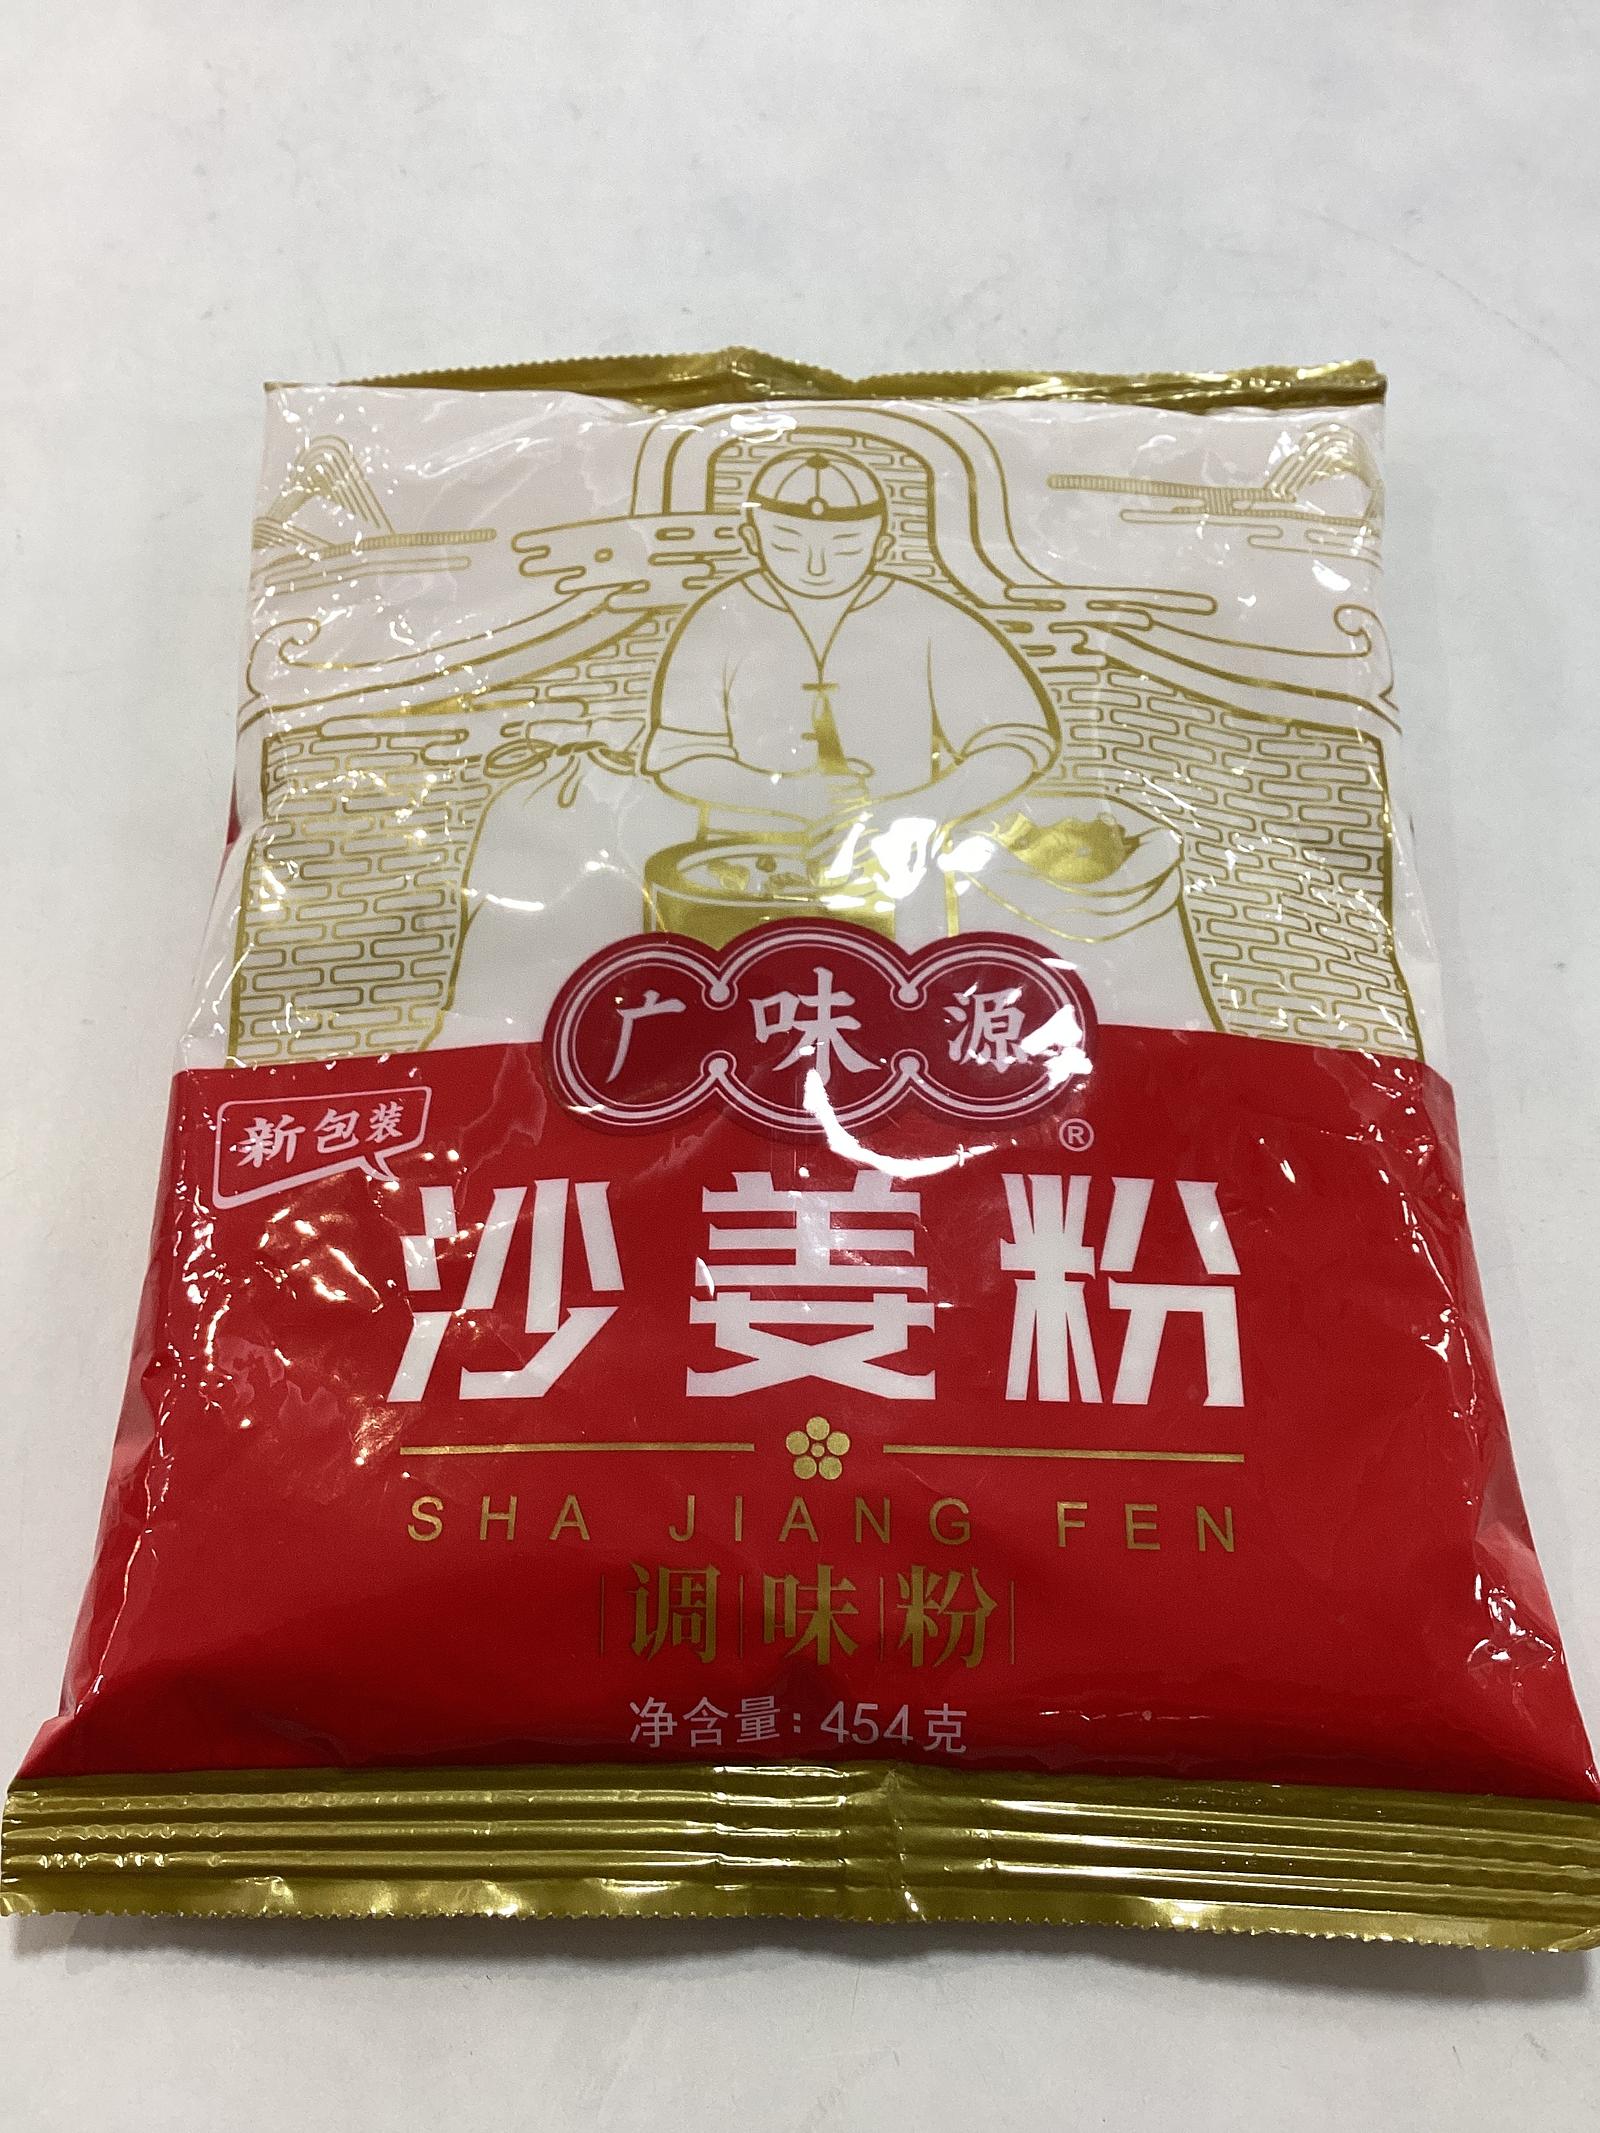 广味源
®
新包装
沙姜粉
SHA JIANG FEN
调味粉
净含量：454克